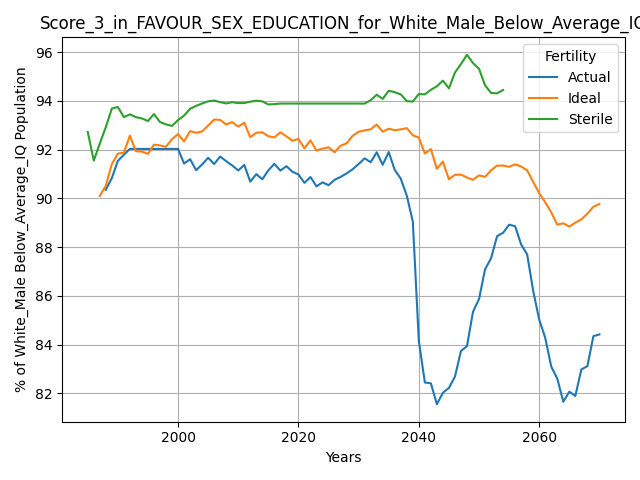 Score_3_in_FAVOUR_SEX_EDUCATION_for_White_Male_Below_Average_IQ
Fertility
Actual
Ideal
Sterile
% of White_Male Below_Average_IQ Population
96
94
92
90
88
86
84
82
2000
2020
2040
2060
Years